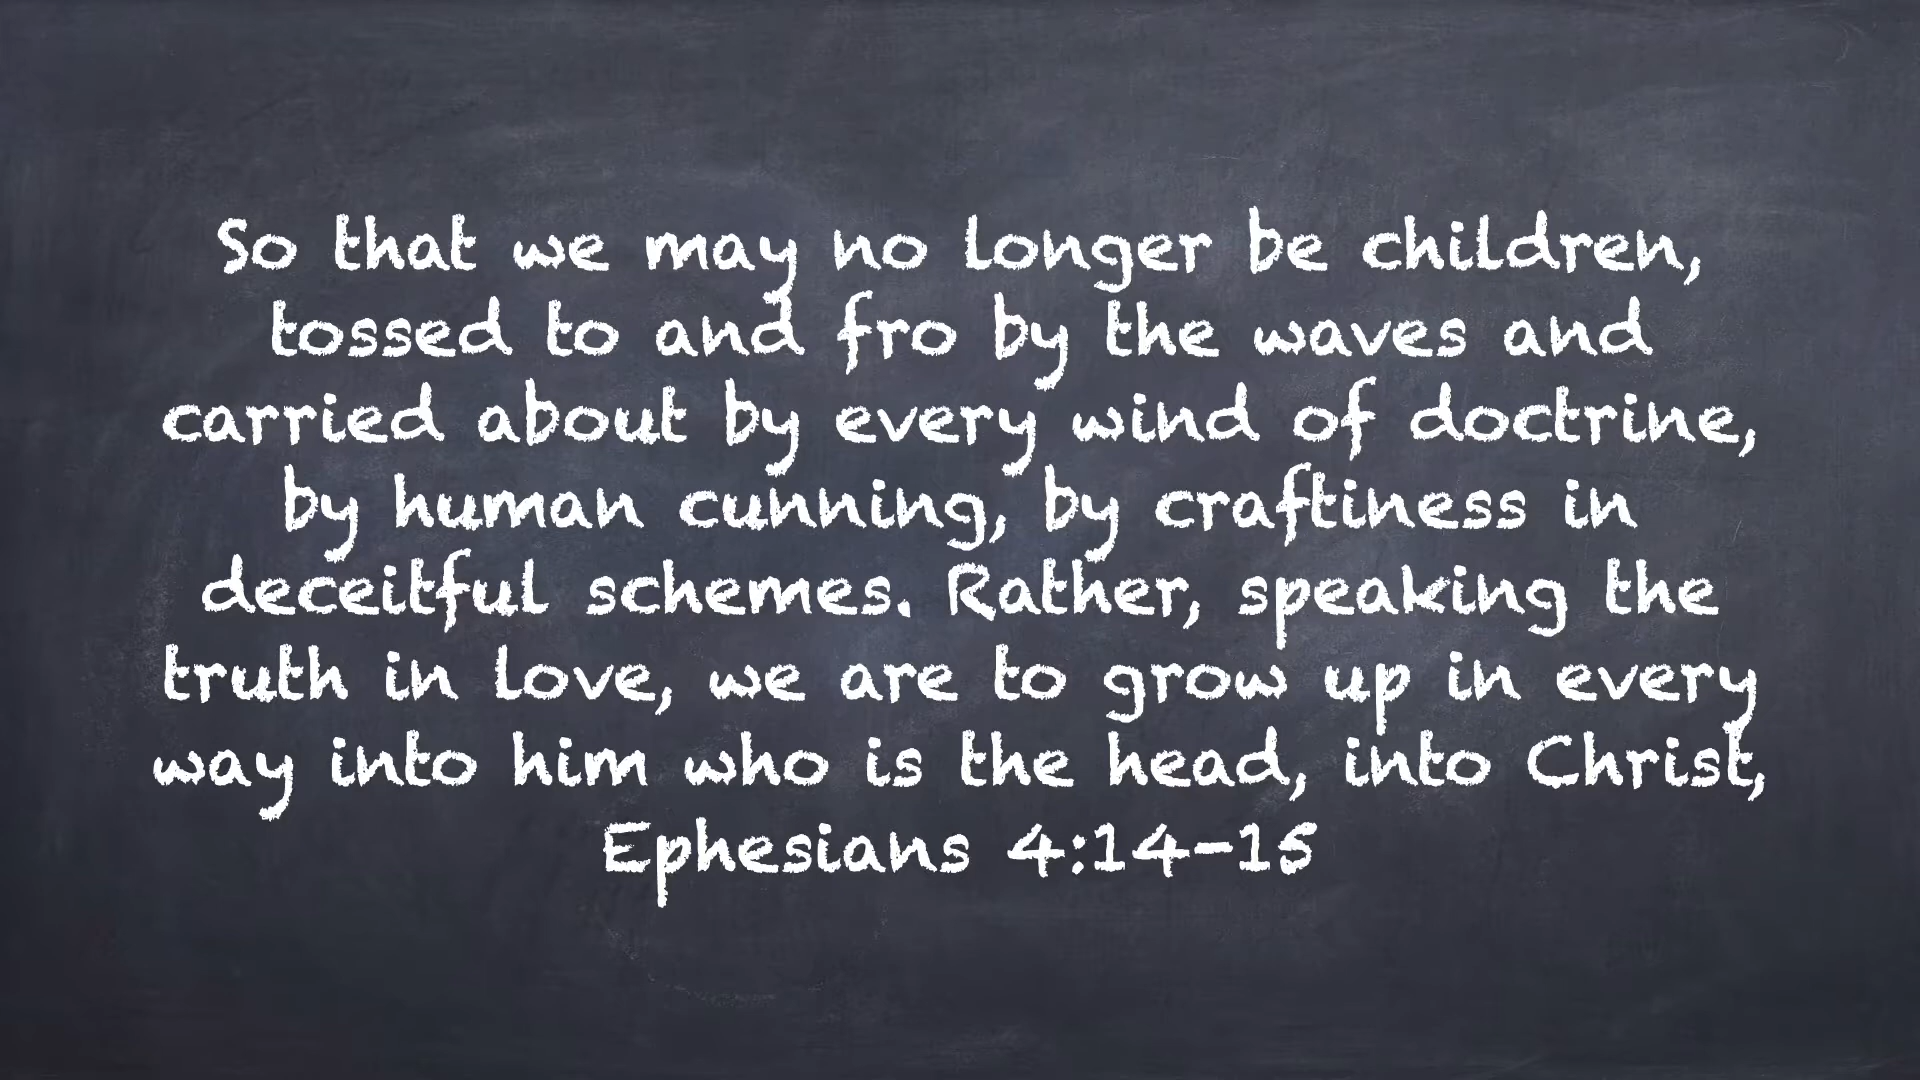 So that we may no longer be children,
tossed to and fro by the waves and
carried about by every wind of doctrine,
by human cunning, by craftiness in
deceitful schemes. Rather, speaking the
truth in love, we are to grow up in every
way into him who is the head, into Christ,
Ephesians 4:14-15